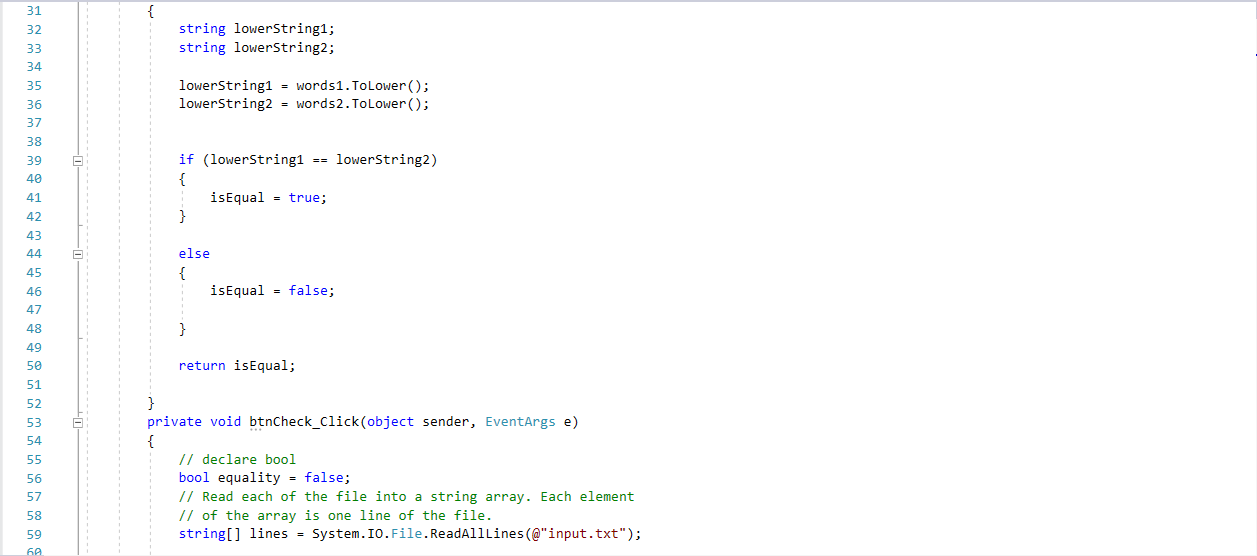 31 {
32 string lowerString1;
33 string lowerString2;
34
35 lowerString1 = words1.ToLower();
36 lowerString2 = words2.ToLower();
37
38
39 if (lowerString1 == lowerString2)
40 {
41 isEqual = true;
42 }
43
44 else
45 {
46 isEqual = false;
47
48 }
49
50 return isEqual;
51
52 }
53 private void btnCheck_Click(object sender, EventArgs e)
54 {
55 // declare bool
56 bool equality = false;
57 // Read each of the file into a string array. Each element
58 // of the array is one line of the file.
59 string[] lines = System.IO.File.ReadAllLines(@"input.txt");
60